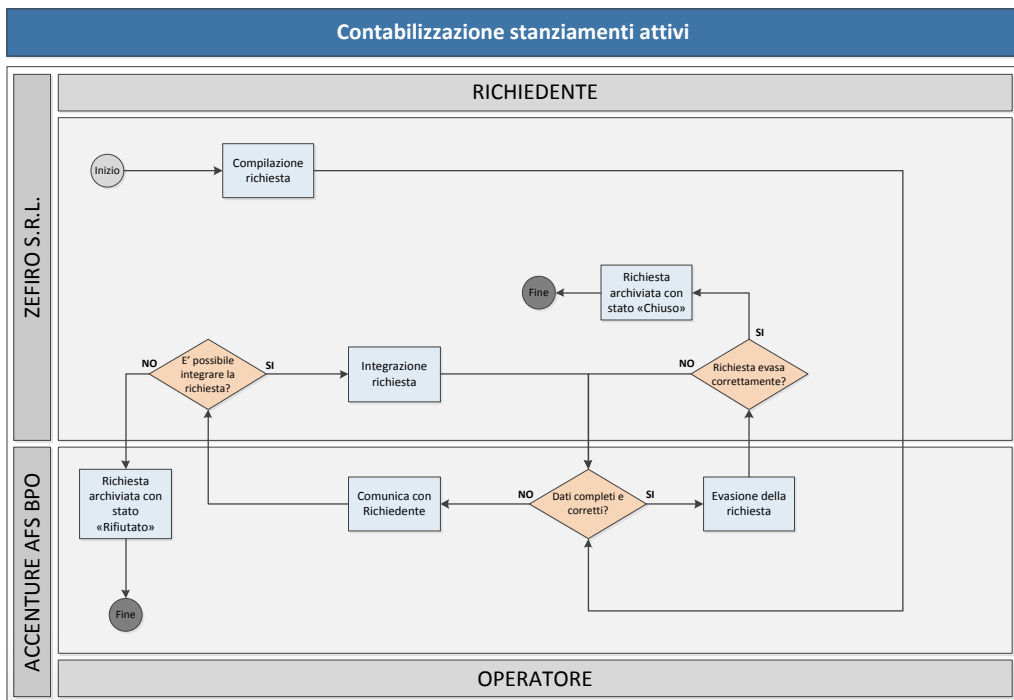 Contabilizzazione stanziamenti attivi
RICHIEDENTE
ZEFIRO S.R.L.
Inizio
Compilazione
richiesta
Richiesta
archiviata con
stato «Chiuso»
Fine
SI
NO
E' possibile
integrare la
richiesta?
SI
Integrazione
richiesta
NO
Richiesta evasa
correttamente?
ACCENTURE AFS BPO
Richiesta
archiviata con
stato
«Rifiutato»
Comunica con
Richiedente
NO
Dati completi e
corretti?
SI
Evasione della
richiesta
Fine
OPERATORE